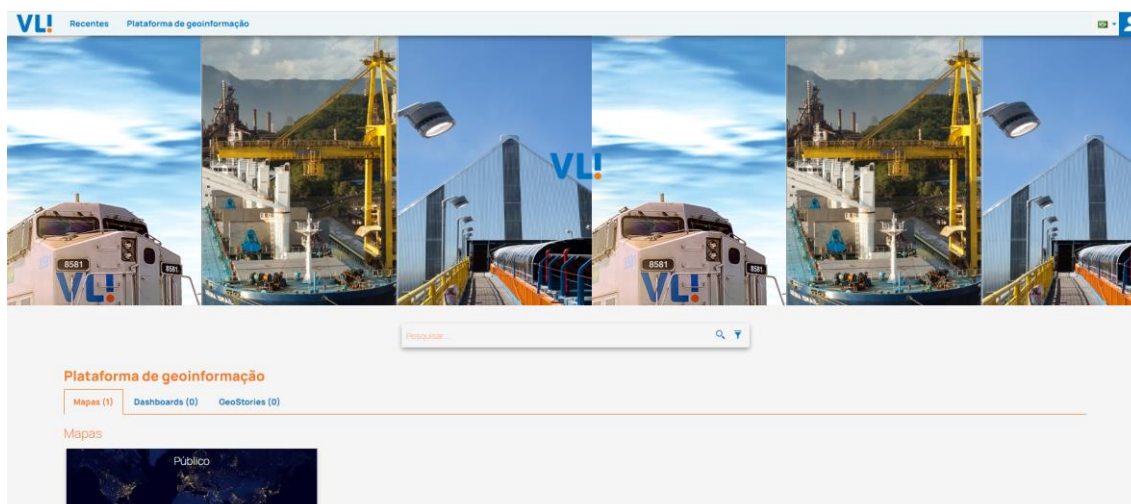 VL! Recentes Plataforma de geoinformação
VL!
8581 8581
VL!
8581 8581
VL!
Pesquisar...
Plataforma de geoinformação
Mapas (1) Dashboards (0) GeoStories (0)
Mapas
Público